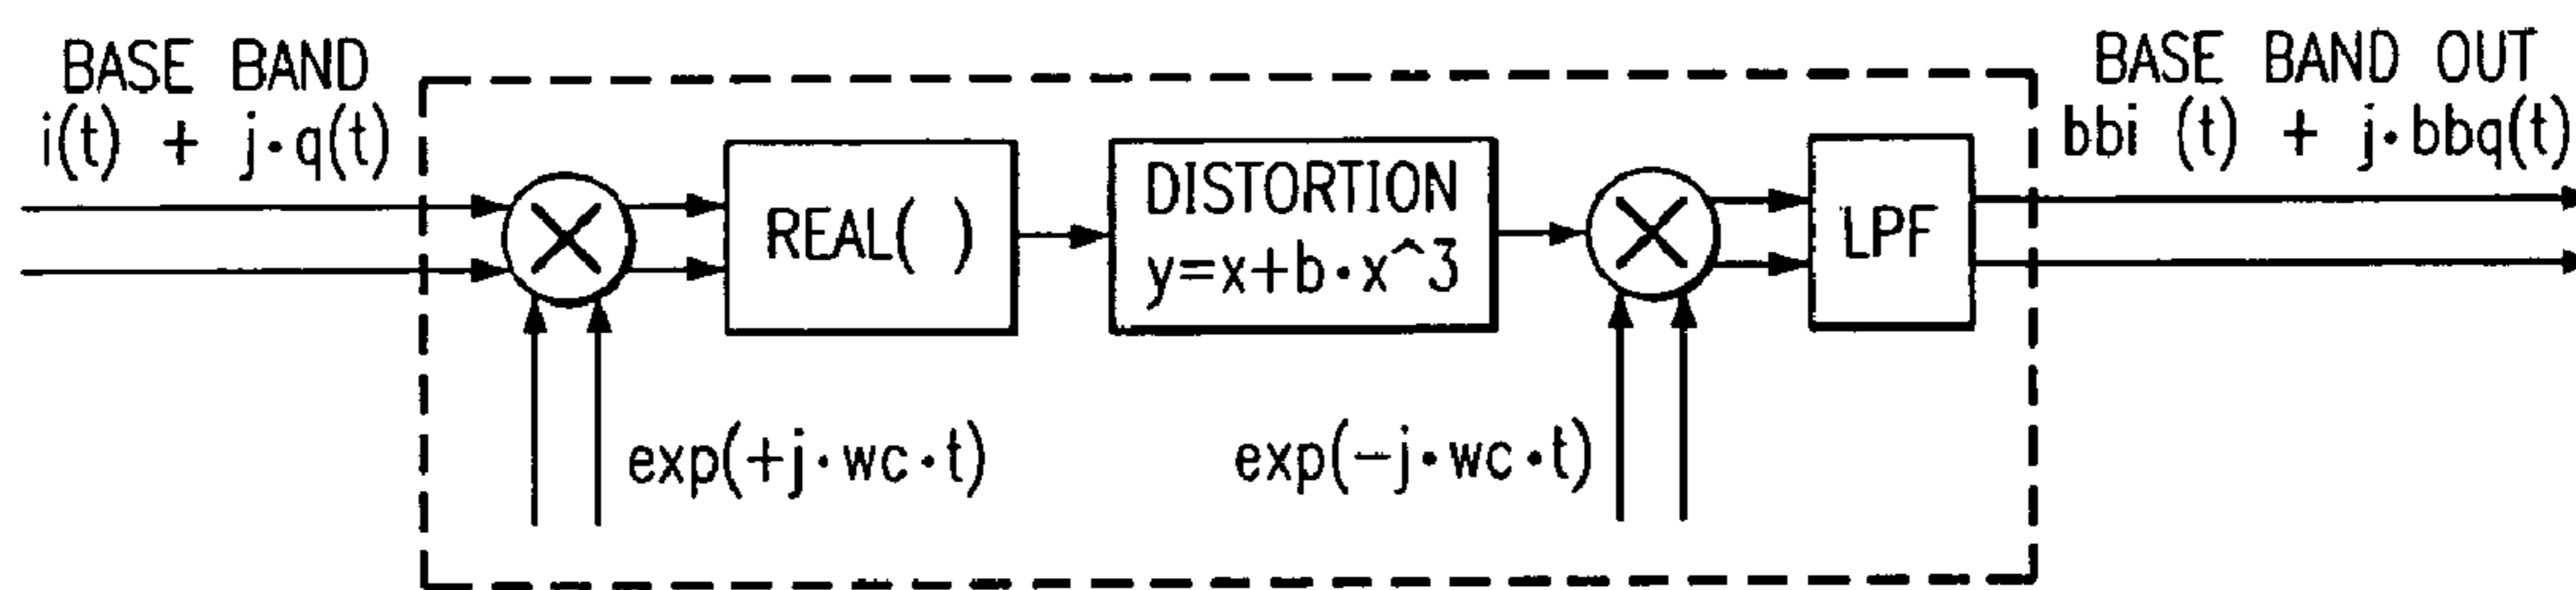 BASE BAND
i(t) + j·q(t)
REAL( )
DISTORTION
y=x+b·x^3
LPF
BASE BAND OUT
bbi (t) + j·bbq(t)
exp(+j·wc·t)
exp(-j·wc·t)